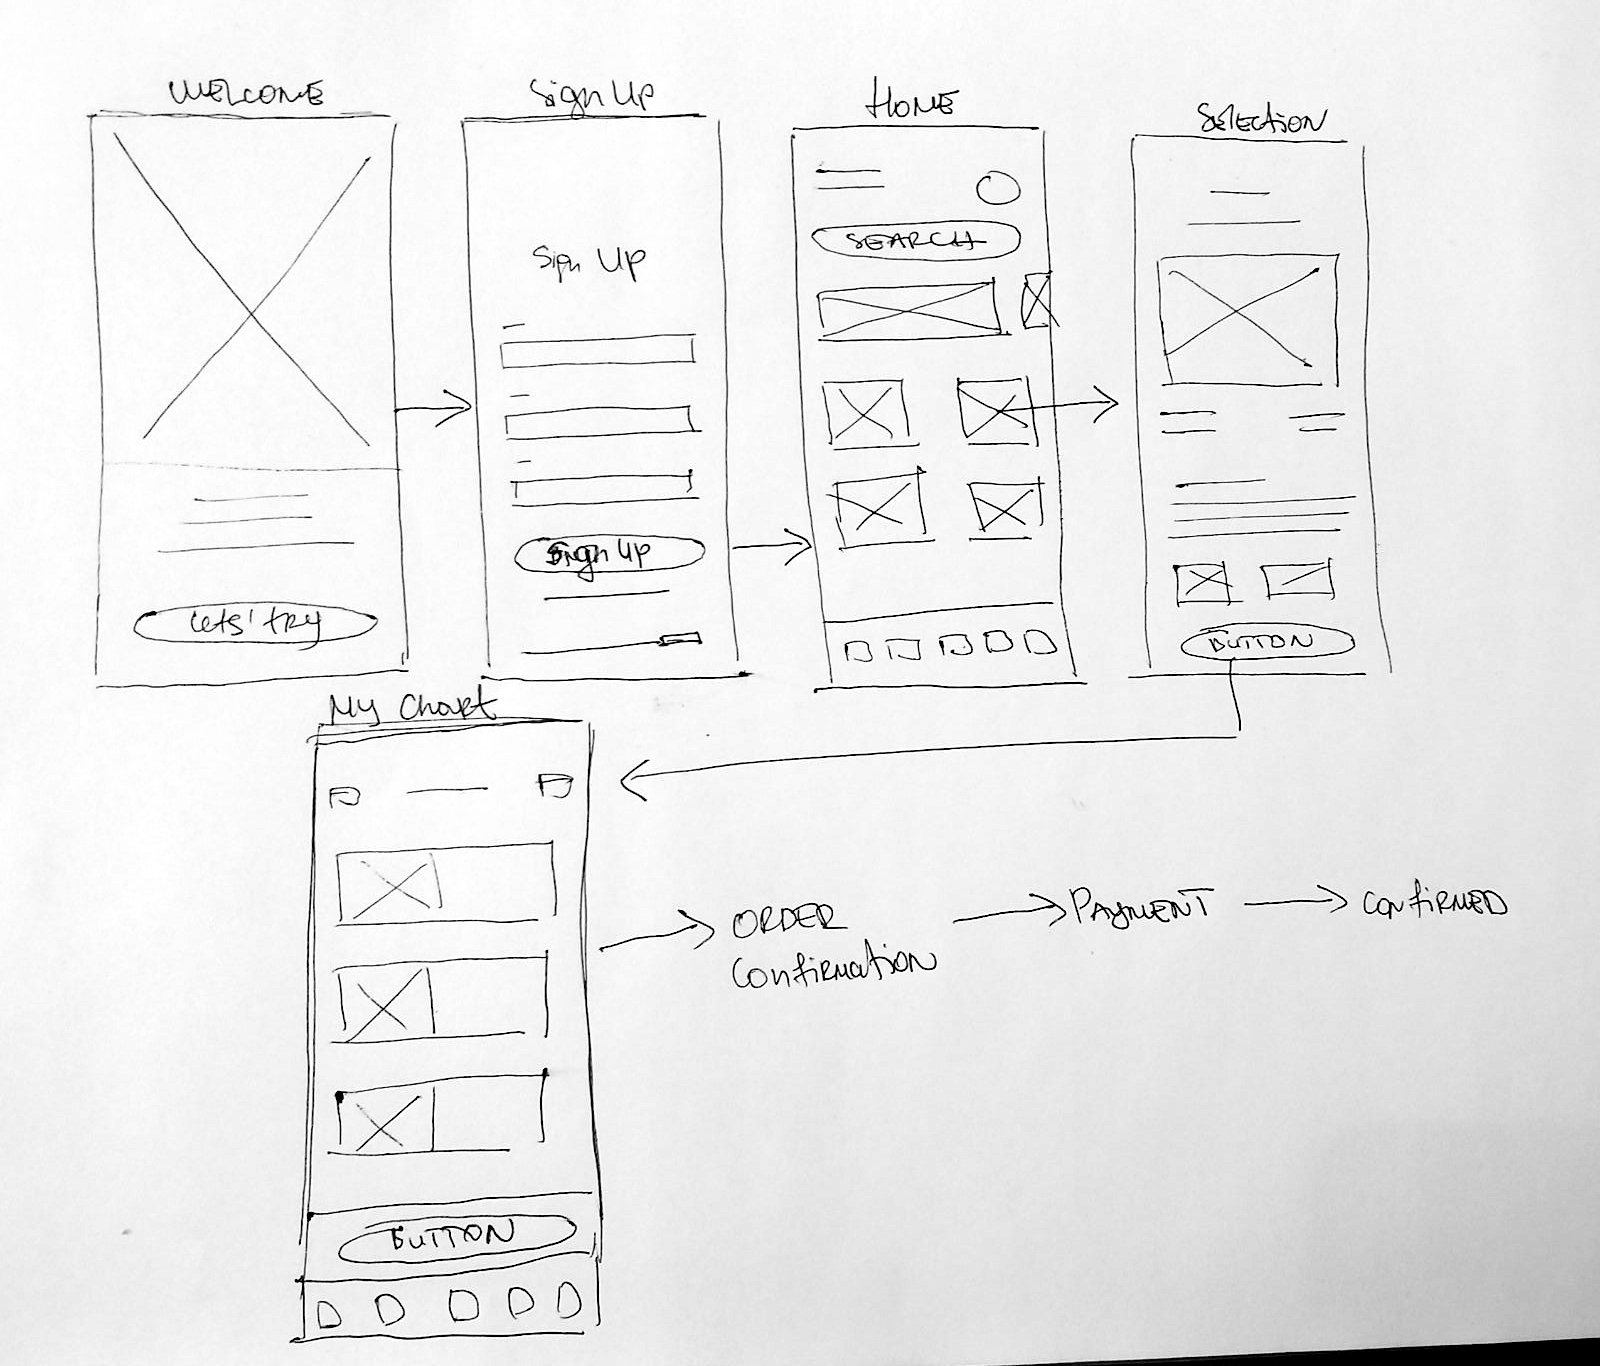 WELCOME
Sign Up
HOME
Selection
Sign Up
SEARCH
Sign Up
Lets' try
BUTTON
My Chart
ORDER
Confirmation
PAYMENT
CONFIRMED
BUTTON